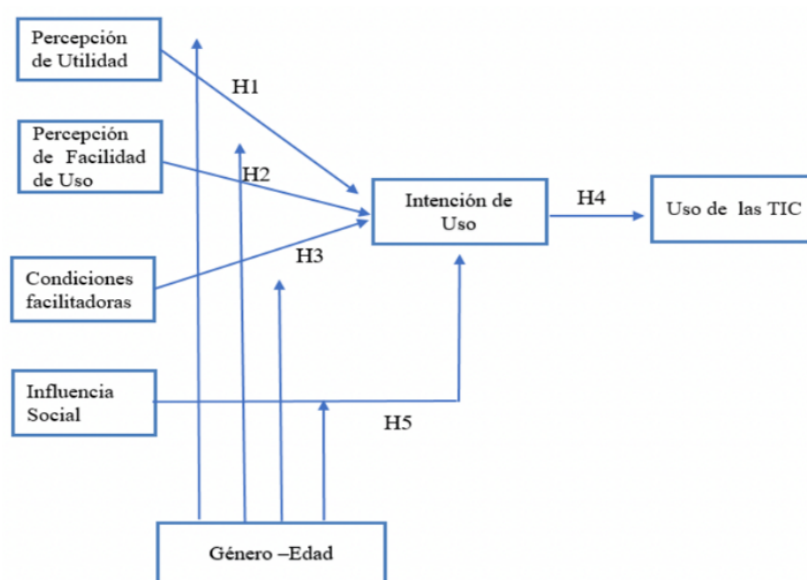 Percepción
de Utilidad
H1
Percepción
de Facilidad
de Uso
H2
Intención de
Uso
H4
Uso de las TIC
H3
Condiciones
facilitadoras
Influencia
Social
H5
Género –Edad